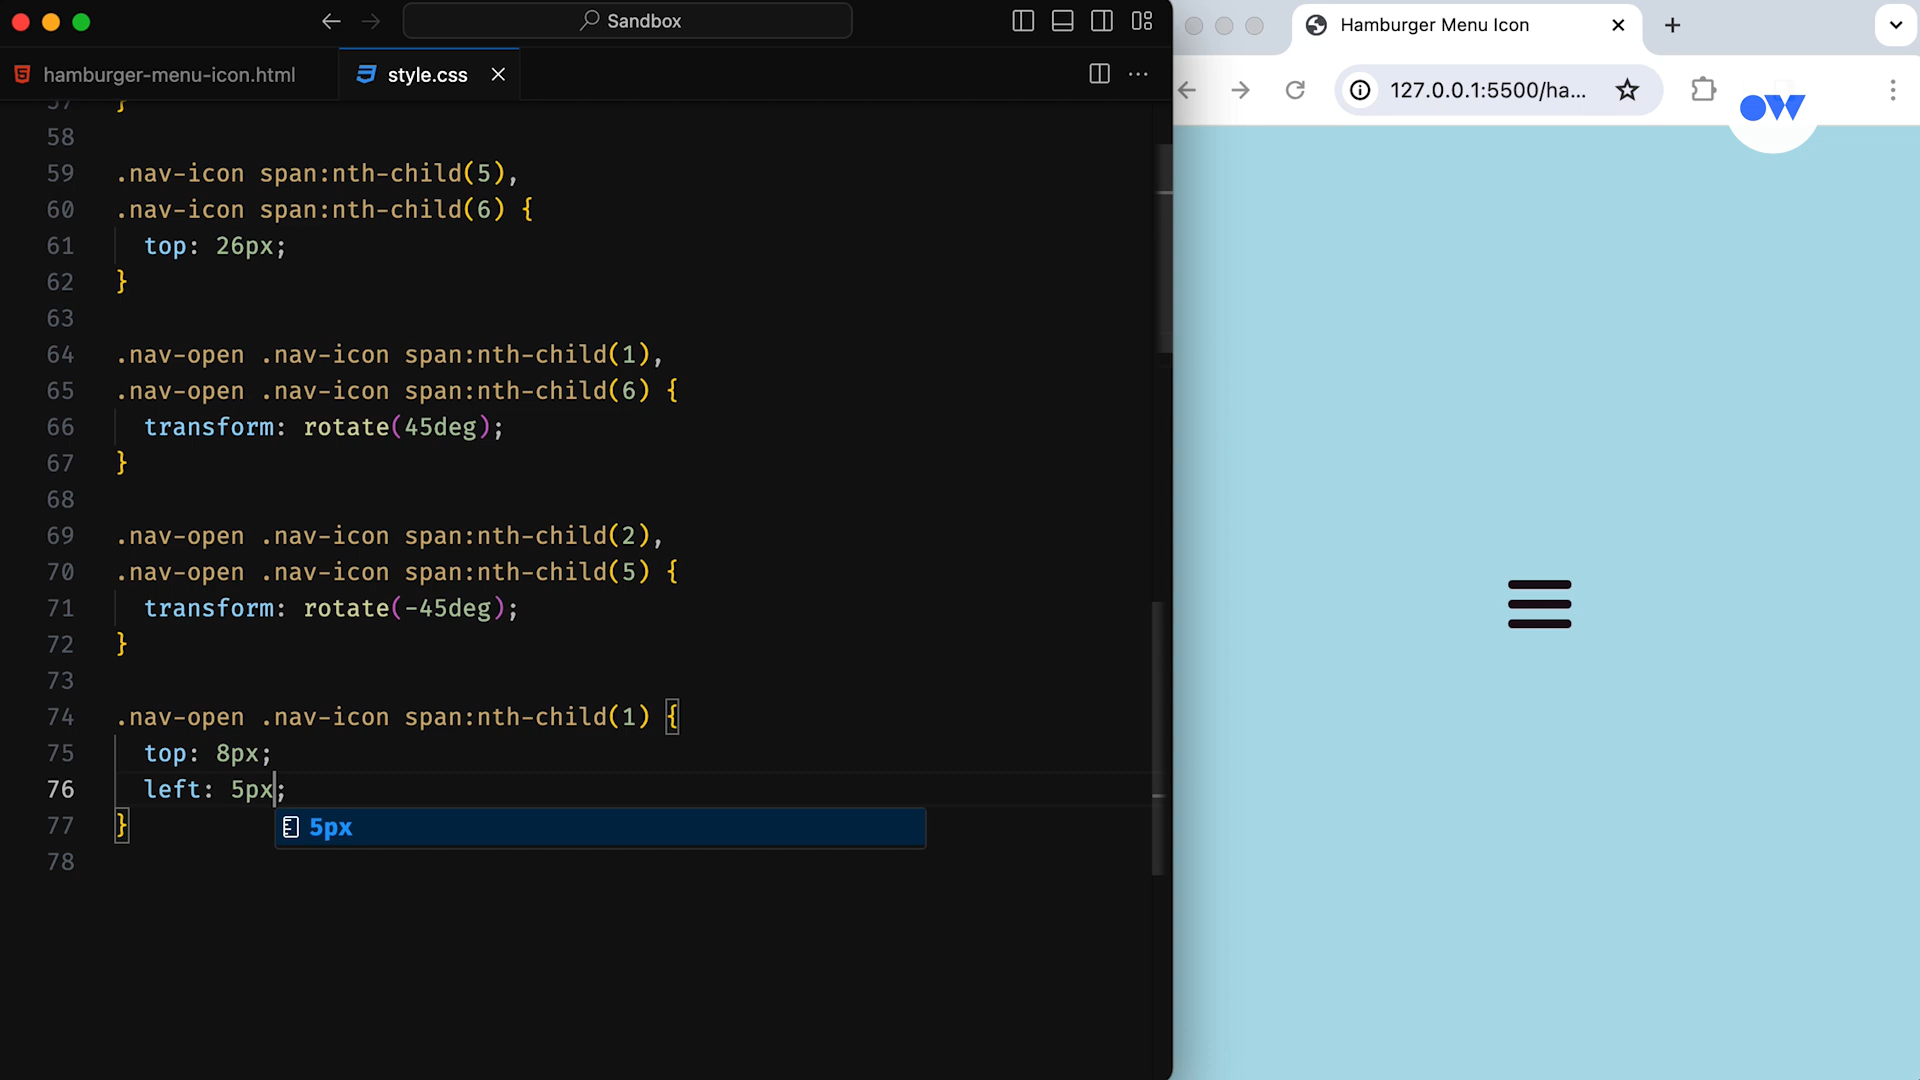 Sandbox
hamburger-menu-icon.html
style.css
57 }
58
59 .nav-icon span:nth-child(5),
60 .nav-icon span:nth-child(6) {
61 top: 26px;
62 }
63
64 .nav-open .nav-icon span:nth-child(1),
65 .nav-open .nav-icon span:nth-child(6) {
66 transform: rotate(45deg);
67 }
68
69 .nav-open .nav-icon span:nth-child(2),
70 .nav-open .nav-icon span:nth-child(5) {
71 transform: rotate(-45deg);
72 }
73
74 .nav-open .nav-icon span:nth-child(1) {
75 top: 8px;
76 left: 5px;
77 }
5px
78
Hamburger Menu Icon
127.0.0.1:5500/ha...